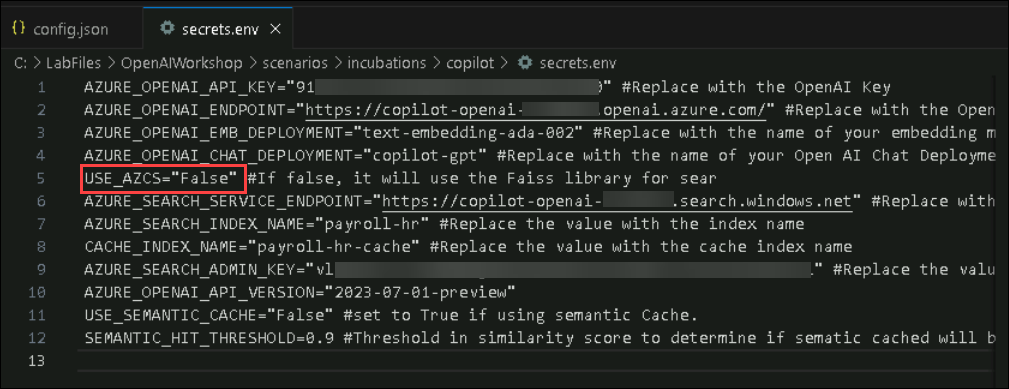 config.json secrets.env
C: > LabFiles > OpenAIWorkshop > scenarios > incubations > copilot > secrets.env
1 AZURE_OPENAI_API_KEY="91 0" #Replace with the OpenAI Key
2 AZURE_OPENAI_ENDPOINT="https://copilot-openai- .openai.azure.com/" #Replace with the Open
3 AZURE_OPENAI_EMB_DEPLOYMENT="text-embedding-ada-002" #Replace with the name of your embedding m
4 AZURE_OPENAI_CHAT_DEPLOYMENT="copilot-gpt" #Replace with the name of your Open AI Chat Deployme
5 USE_AZCS="False" #If false, it will use the Faiss library for sear
6 AZURE_SEARCH_SERVICE_ENDPOINT="https://copilot-openai- .search.windows.net" #Replace with
7 AZURE_SEARCH_INDEX_NAME="payroll-hr" #Replace the value with the index name
8 CACHE_INDEX_NAME="payroll-hr-cache" #Replace the value with the cache index name
9 AZURE_SEARCH_ADMIN_KEY="vl " #Replace the valu
10 AZURE_OPENAI_API_VERSION="2023-07-01-preview"
11 USE_SEMANTIC_CACHE="False" #set to True if using semantic Cache.
12 SEMANTIC_HIT_THRESHOLD=0.9 #Threshold in similarity score to determine if sematic cached will b
13